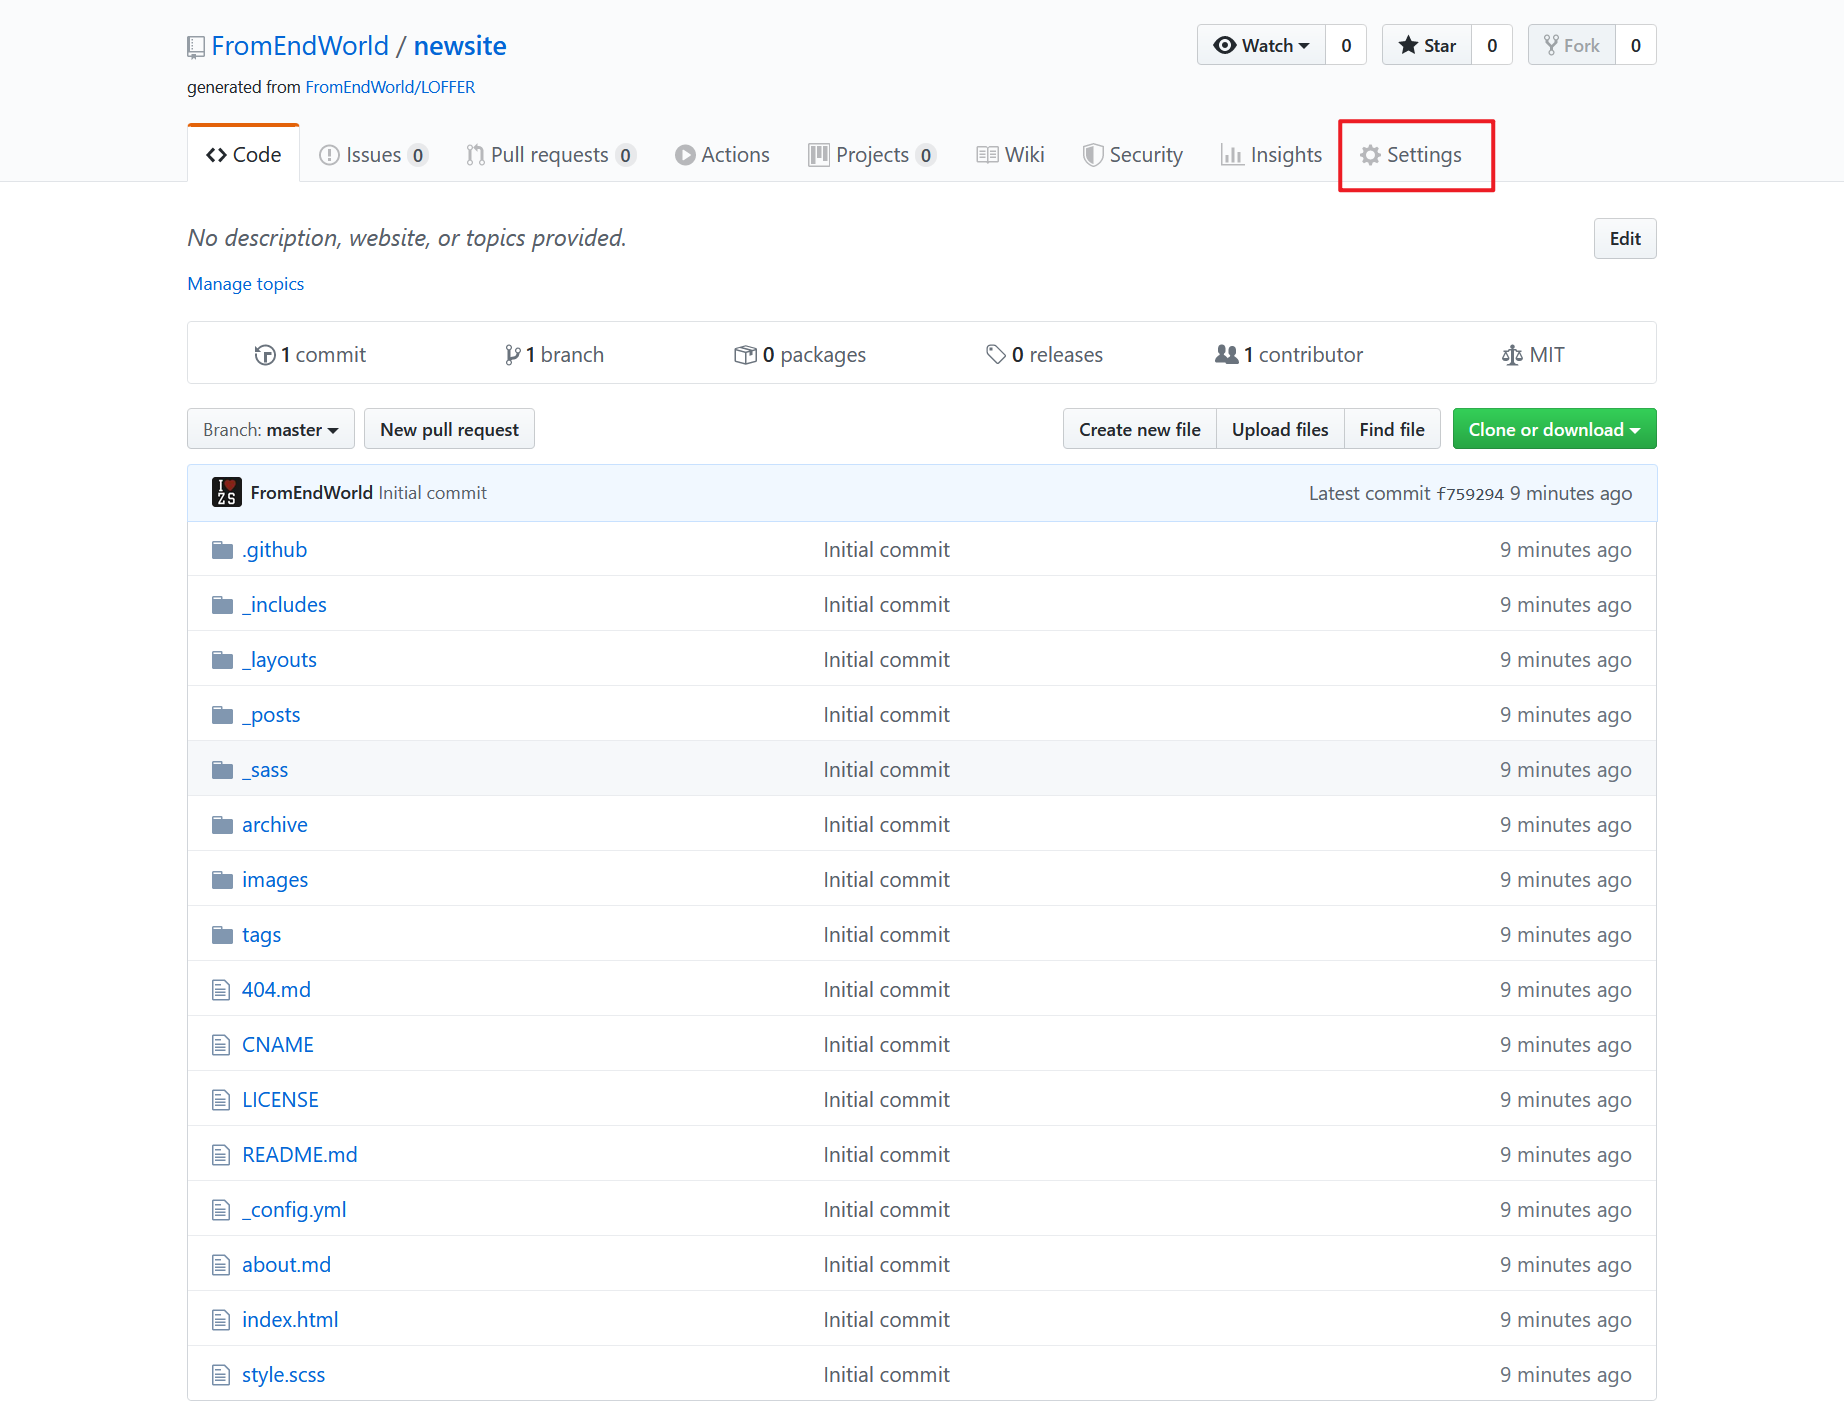 FromEndWorld / newsite
Watch 0
Star 0
Fork 0
generated from FromEndWorld/LOFFER
Code
Issues 0
Pull requests 0
Actions
Projects 0
Wiki
Security
Insights
Settings
No description, website, or topics provided.
Edit
Manage topics
1 commit
1 branch
0 packages
0 releases
1 contributor
MIT
Branch: master
New pull request
Create new file
Upload files
Find file
Clone or download
I ZS
FromEndWorld Initial commit
Latest commit f759294 9 minutes ago
.github Initial commit 9 minutes ago
_includes Initial commit 9 minutes ago
_layouts Initial commit 9 minutes ago
_posts Initial commit 9 minutes ago
_sass Initial commit 9 minutes ago
archive Initial commit 9 minutes ago
images Initial commit 9 minutes ago
tags Initial commit 9 minutes ago
404.md Initial commit 9 minutes ago
CNAME Initial commit 9 minutes ago
LICENSE Initial commit 9 minutes ago
README.md Initial commit 9 minutes ago
_config.yml Initial commit 9 minutes ago
about.md Initial commit 9 minutes ago
index.html Initial commit 9 minutes ago
style.scss Initial commit 9 minutes ago